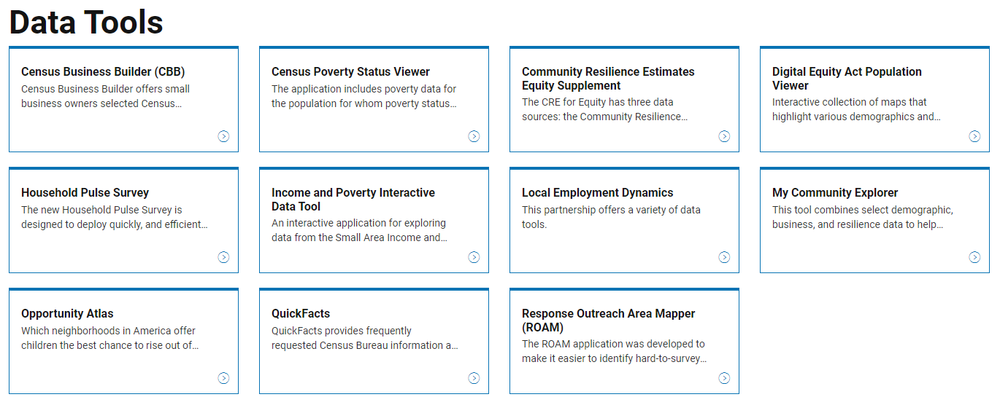 Data Tools
Census Business Builder (CBB)
Census Business Builder offers small
business owners selected Census...
Census Poverty Status Viewer
The application includes poverty data for
the population for whom poverty status...
Community Resilience Estimates
Equity Supplement
The CRE for Equity has three data
sources: the Community Resilience...
Digital Equity Act Population
Viewer
Interactive collection of maps that
highlight various demographics and...
Household Pulse Survey
The new Household Pulse Survey is
designed to deploy quickly, and efficient...
Income and Poverty Interactive
Data Tool
An interactive application for exploring
data from the Small Area Income and...
Local Employment Dynamics
This partnership offers a variety of data
tools.
My Community Explorer
This tool combines select demographic,
business, and resilience data to help...
Opportunity Atlas
Which neighborhoods in America offer
children the best chance to rise out of...
QuickFacts
QuickFacts provides frequently
requested Census Bureau information a...
Response Outreach Area Mapper
(ROAM)
The ROAM application was developed to
make it easier to identify hard-to-survey...